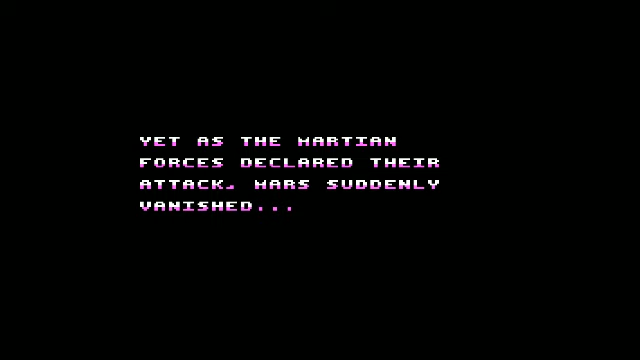 YET AS THE MARTIAN
FORCES DECLARED THEIR
ATTACK, MARS SUDDENLY
VANISHED...